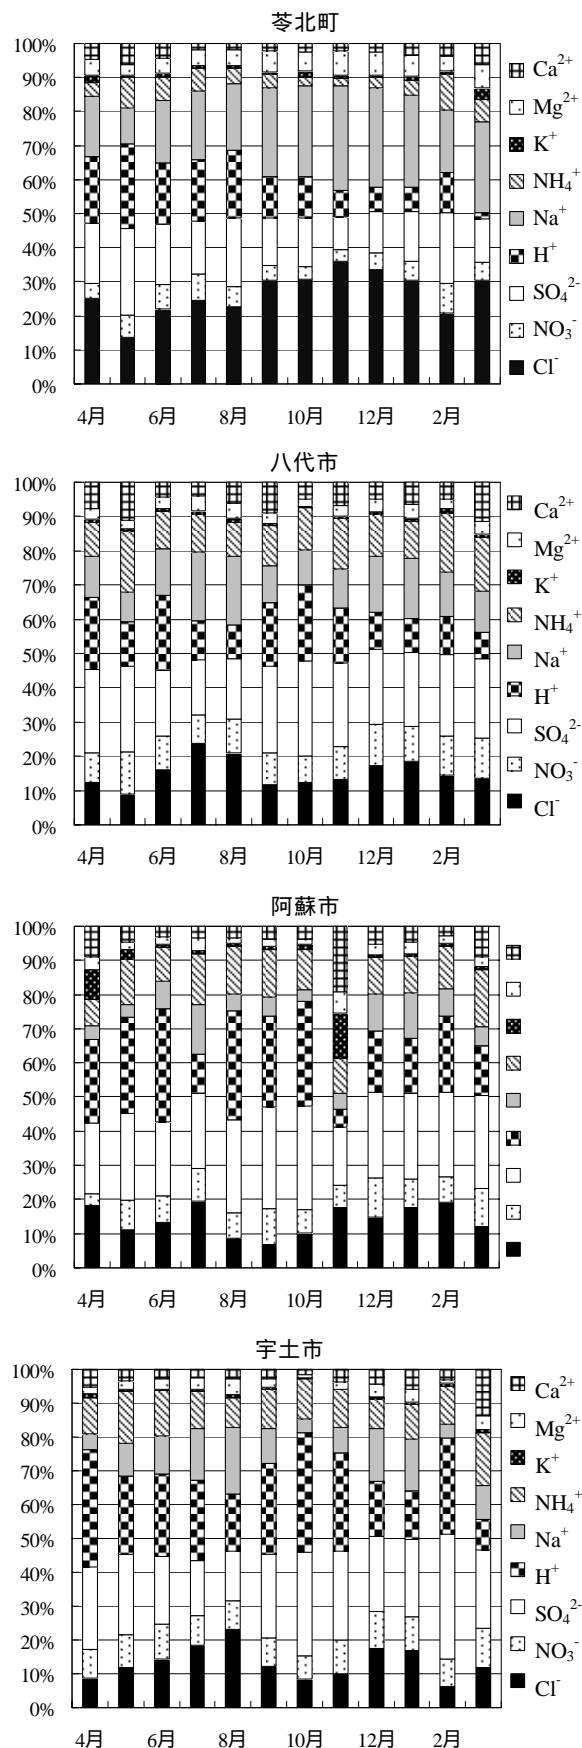 苓北町
100%
90%
80%
70%
60%
50%
40%
30%
20%
10%
0%
4月 6月 8月 10月 12月 2月
Ca²⁺
Mg²⁺
K⁺
NH₄⁺
Na⁺
H⁺
SO₄²⁻
NO₃⁻
Cl⁻
八代市
100%
90%
80%
70%
60%
50%
40%
30%
20%
10%
0%
4月 6月 8月 10月 12月 2月
Ca²⁺
Mg²⁺
K⁺
NH₄⁺
Na⁺
H⁺
SO₄²⁻
NO₃⁻
Cl⁻
阿蘇市
100%
90%
80%
70%
60%
50%
40%
30%
20%
10%
0%
4月 6月 8月 10月 12月 2月
宇土市
100%
90%
80%
70%
60%
50%
40%
30%
20%
10%
0%
4月 6月 8月 10月 12月 2月
Ca²⁺
Mg²⁺
K⁺
NH₄⁺
Na⁺
H⁺
SO₄²⁻
NO₃⁻
Cl⁻